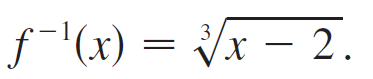 f⁻¹(x) = ∛(x − 2).